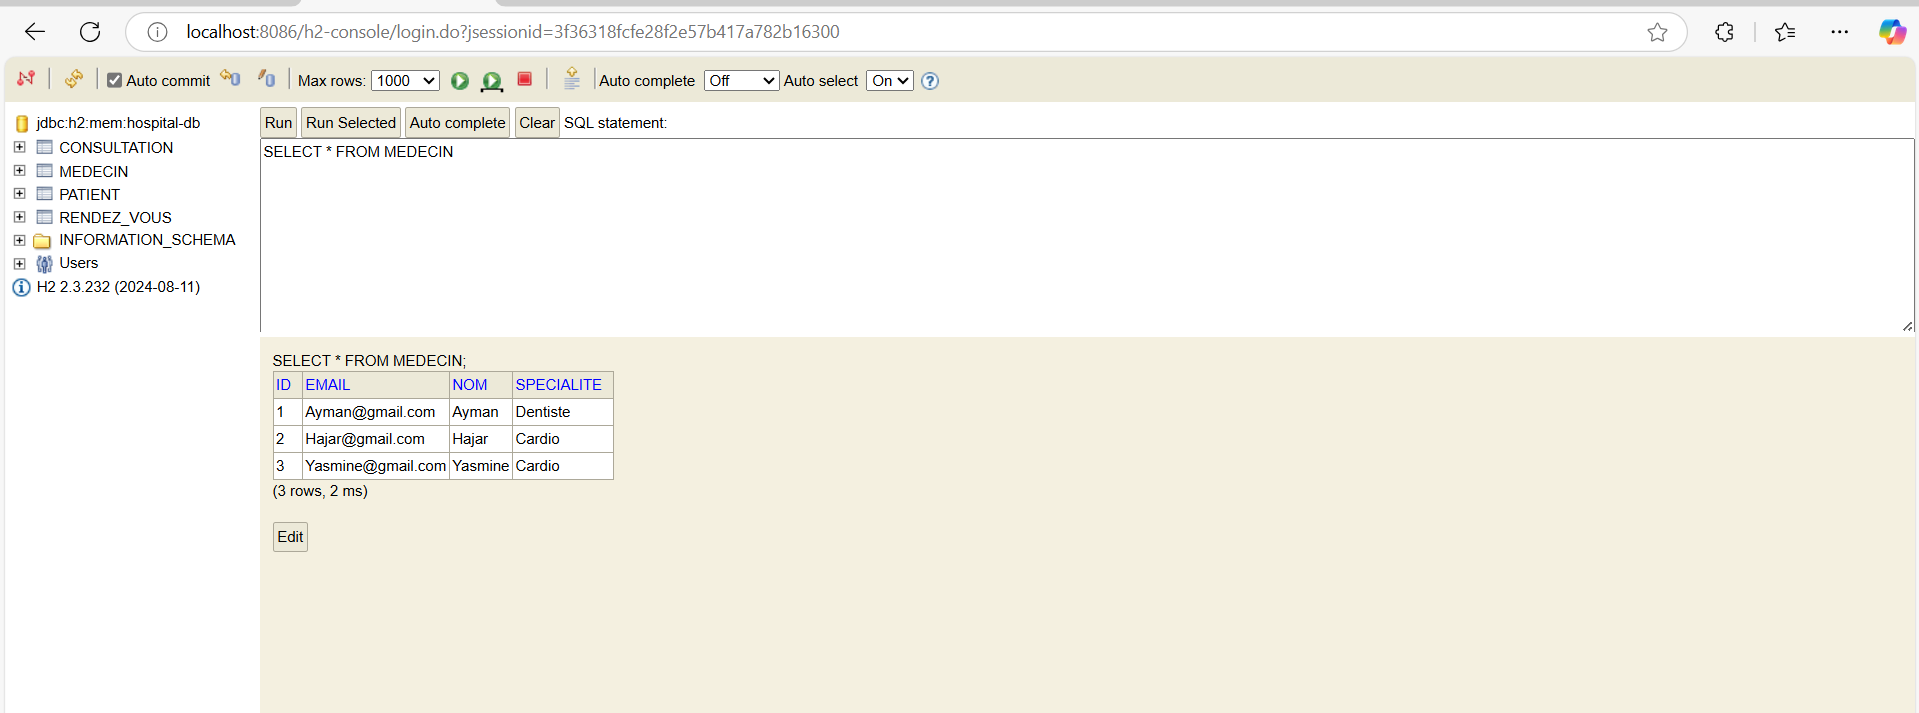 localhost:8086/h2-console/login.do?jsessionid=3f36318fcfe28f2e57b417a782b16300
Auto commit Max rows: 1000 Auto complete Off Auto select On ?
jdbc:h2:mem:hospital-db
CONSULTATION
MEDECIN
PATIENT
RENDEZ_VOUS
INFORMATION_SCHEMA
Users
H2 2.3.232 (2024-08-11)
Run Run Selected Auto complete Clear SQL statement:
SELECT * FROM MEDECIN
SELECT * FROM MEDECIN;
ID EMAIL NOM SPECIALITE
1 Ayman@gmail.com Ayman Dentiste
2 Hajar@gmail.com Hajar Cardio
3 Yasmine@gmail.com Yasmine Cardio
(3 rows, 2 ms)
Edit